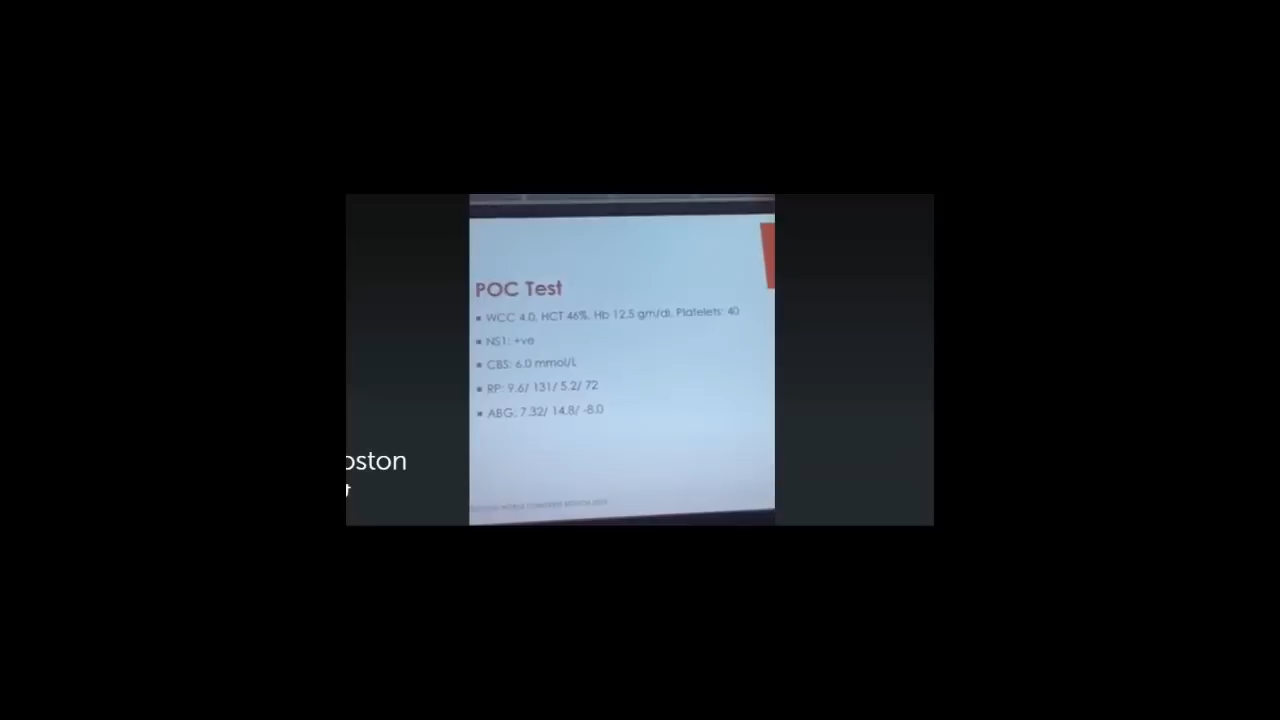 POC Test
▪ WCC 4.0, HCT 46%, Hb 12.5 gm/dl, Platelets: 40
▪ NS1: +ve
▪ CBS: 6.0 mmol/L
▪ RP: 9.6/ 131/ 5.2/ 72
▪ ABG: 7.32/ 14.8/ -8.0
oston